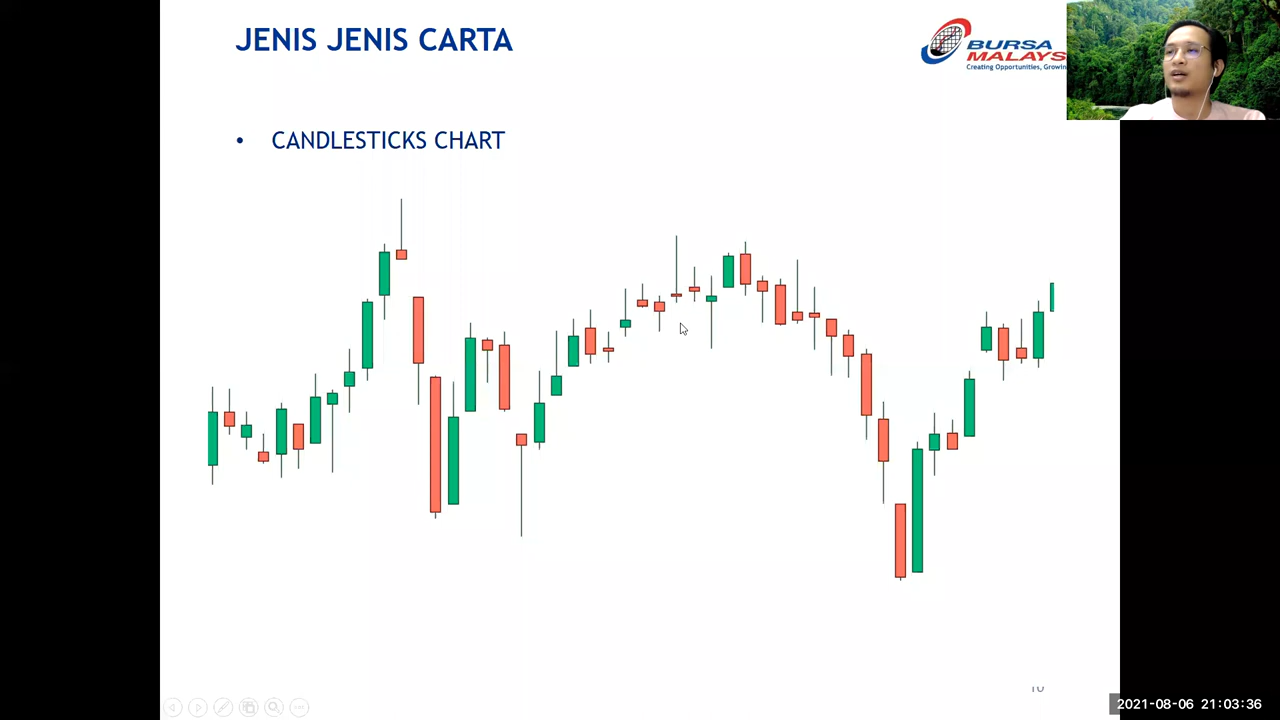 JENIS JENIS CARTA
BURSA
MALAYS
Creating Opportunities, Growin
• CANDLESTICKS CHART
2021-08-06 21:03:36